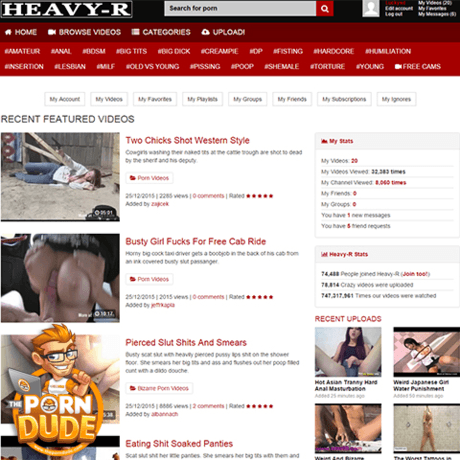 HEAVY-R
Search for porn
Edit account
Log out
My Videos (20)
My Favorites
My Messages (6)
HOME BROWSE VIDEOS CATEGORIES UPLOAD!
#AMATEUR #ANAL #BDSM #BIG TITS #BIG DICK #CREAMPIE #DP #FISTING #HARDCORE #HUMILIATION
#INSERTION #LESBIAN #MILF #OLD VS YOUNG #PISSING #POOP #SHEMALE #TORTURE #YOUNG FREE CAMS
My Account My Videos My Favorites My Playlists My Groups My Friends My Subscriptions My Ignores
RECENT FEATURED VIDEOS
Two Chicks Shot Western Style
Cowgirls washing their naked tits at the cattle trough are shot to dead
by the sherif and his deputy.
Porn Videos
25/12/2015 | 2285 views | 0 comments | Rated ★★★★★
Added by zajicek
05:01
Busty Girl Fucks For Free Cab Ride
Horny big cock taxi driver gets a boobjob in the back of his cab from
an ink covered busty slut passanger.
Porn Videos
25/12/2015 | 2015 views | 0 comments | Rated ★★★★★
Added by jeffrkapla
16:17
Pierced Slut Shits And Smears
Busty scat slut with heavily pierced pussy lips shit on the shower
floor. She smears her big tits and ass and flushes out her poop filled
cunt with a dildo douche.
Bizarre Porn Videos
25/12/2015 | 8886 views | 2 comments | Rated ★★★★★
Added by albannach
Eating Shit Soaked Panties
Scat slut shit her little panties. She smears her big tits with them and
THE PORN DUDE
My Stats
My Videos: 20
My Videos Viewed: 32,383 times
My Channel Viewed: 8,060 times
My Friends: 0
My Groups: 0
You have 1 new messages
You have 5 friend requests
Heavy-R Stats
74,488 People joined Heavy-R (Join too!)
78,814 Crazy videos uploaded
747,317,961 Times our videos were watched
RECENT UPLOADS
Hot Asian Tranny Hard
Anal Masturbation
Added 29 minutes ago
Weird Japanese Girl
Water Punishment
Added 59 minutes ago
Weird And Bizarre
The Worst Tattoos in